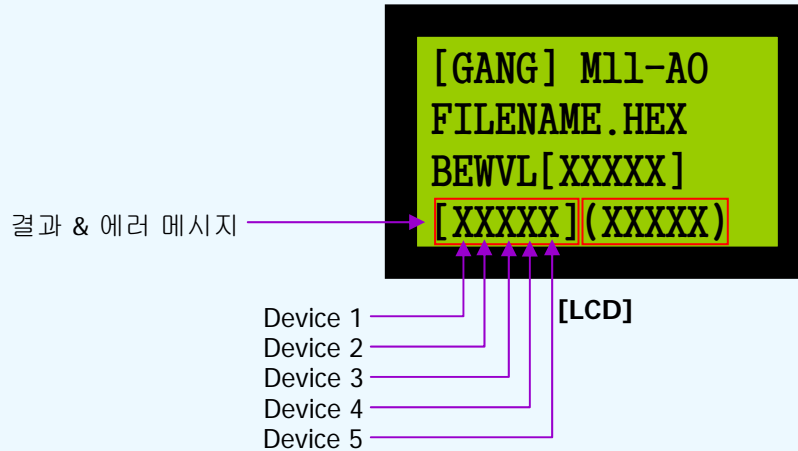 [GANG] M11-A0
FILENAME.HEX
BEWVL[XXXXX]
[XXXXX](XXXXX)
결과 & 에러 메시지
[LCD]
Device 1
Device 2
Device 3
Device 4
Device 5